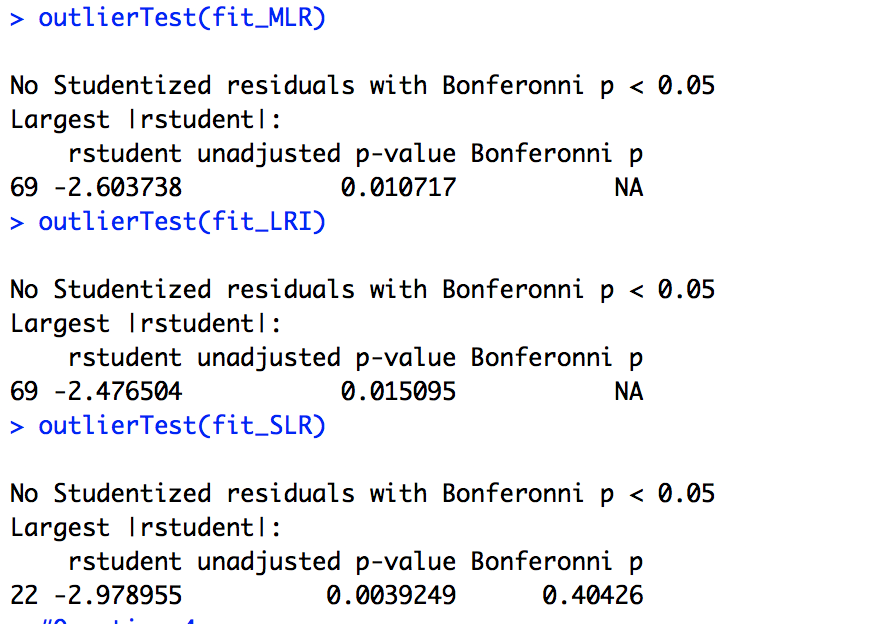 > outlierTest(fit_MLR)
No Studentized residuals with Bonferonni p < 0.05
Largest |rstudent|:
rstudent unadjusted p-value Bonferonni p
69 -2.603738 0.010717 NA
> outlierTest(fit_LRI)
No Studentized residuals with Bonferonni p < 0.05
Largest |rstudent|:
rstudent unadjusted p-value Bonferonni p
69 -2.476504 0.015095 NA
> outlierTest(fit_SLR)
No Studentized residuals with Bonferonni p < 0.05
Largest |rstudent|:
rstudent unadjusted p-value Bonferonni p
22 -2.978955 0.0039249 0.40426